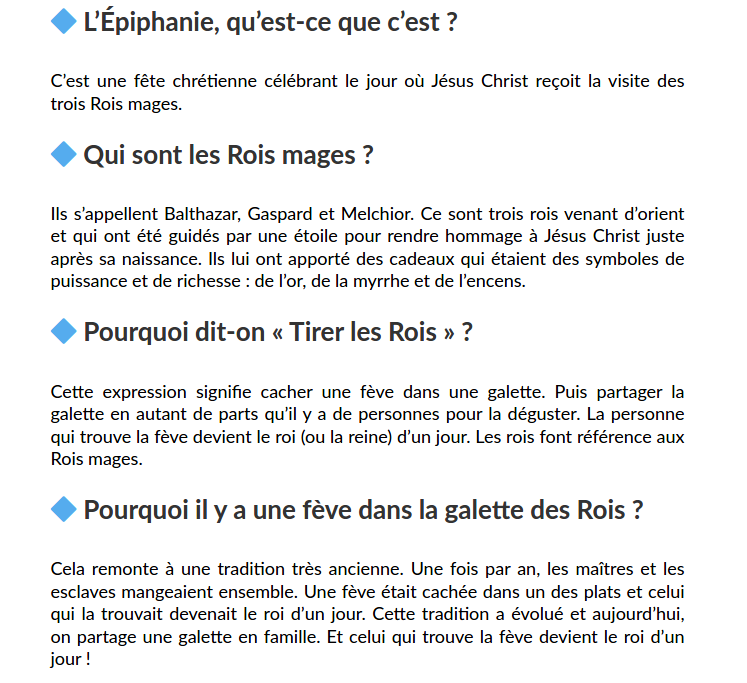 L’Épiphanie, qu’est-ce que c’est ?
C’est une fête chrétienne célébrant le jour où Jésus Christ reçoit la visite des
trois Rois mages.
Qui sont les Rois mages ?
Ils s’appellent Balthazar, Gaspard et Melchior. Ce sont trois rois venant d’orient
et qui ont été guidés par une étoile pour rendre hommage à Jésus Christ juste
après sa naissance. Ils lui ont apporté des cadeaux qui étaient des symboles de
puissance et de richesse : de l’or, de la myrrhe et de l’encens.
Pourquoi dit-on « Tirer les Rois » ?
Cette expression signifie cacher une fève dans une galette. Puis partager la
galette en autant de parts qu’il y a de personnes pour la déguster. La personne
qui trouve la fève devient le roi (ou la reine) d’un jour. Les rois font référence aux
Rois mages.
Pourquoi il y a une fève dans la galette des Rois ?
Cela remonte à une tradition très ancienne. Une fois par an, les maîtres et les
esclaves mangeaient ensemble. Une fève était cachée dans un des plats et celui
qui la trouvait devenait le roi d’un jour. Cette tradition a évolué et aujourd’hui,
on partage une galette en famille. Et celui qui trouve la fève devient le roi d’un
jour !